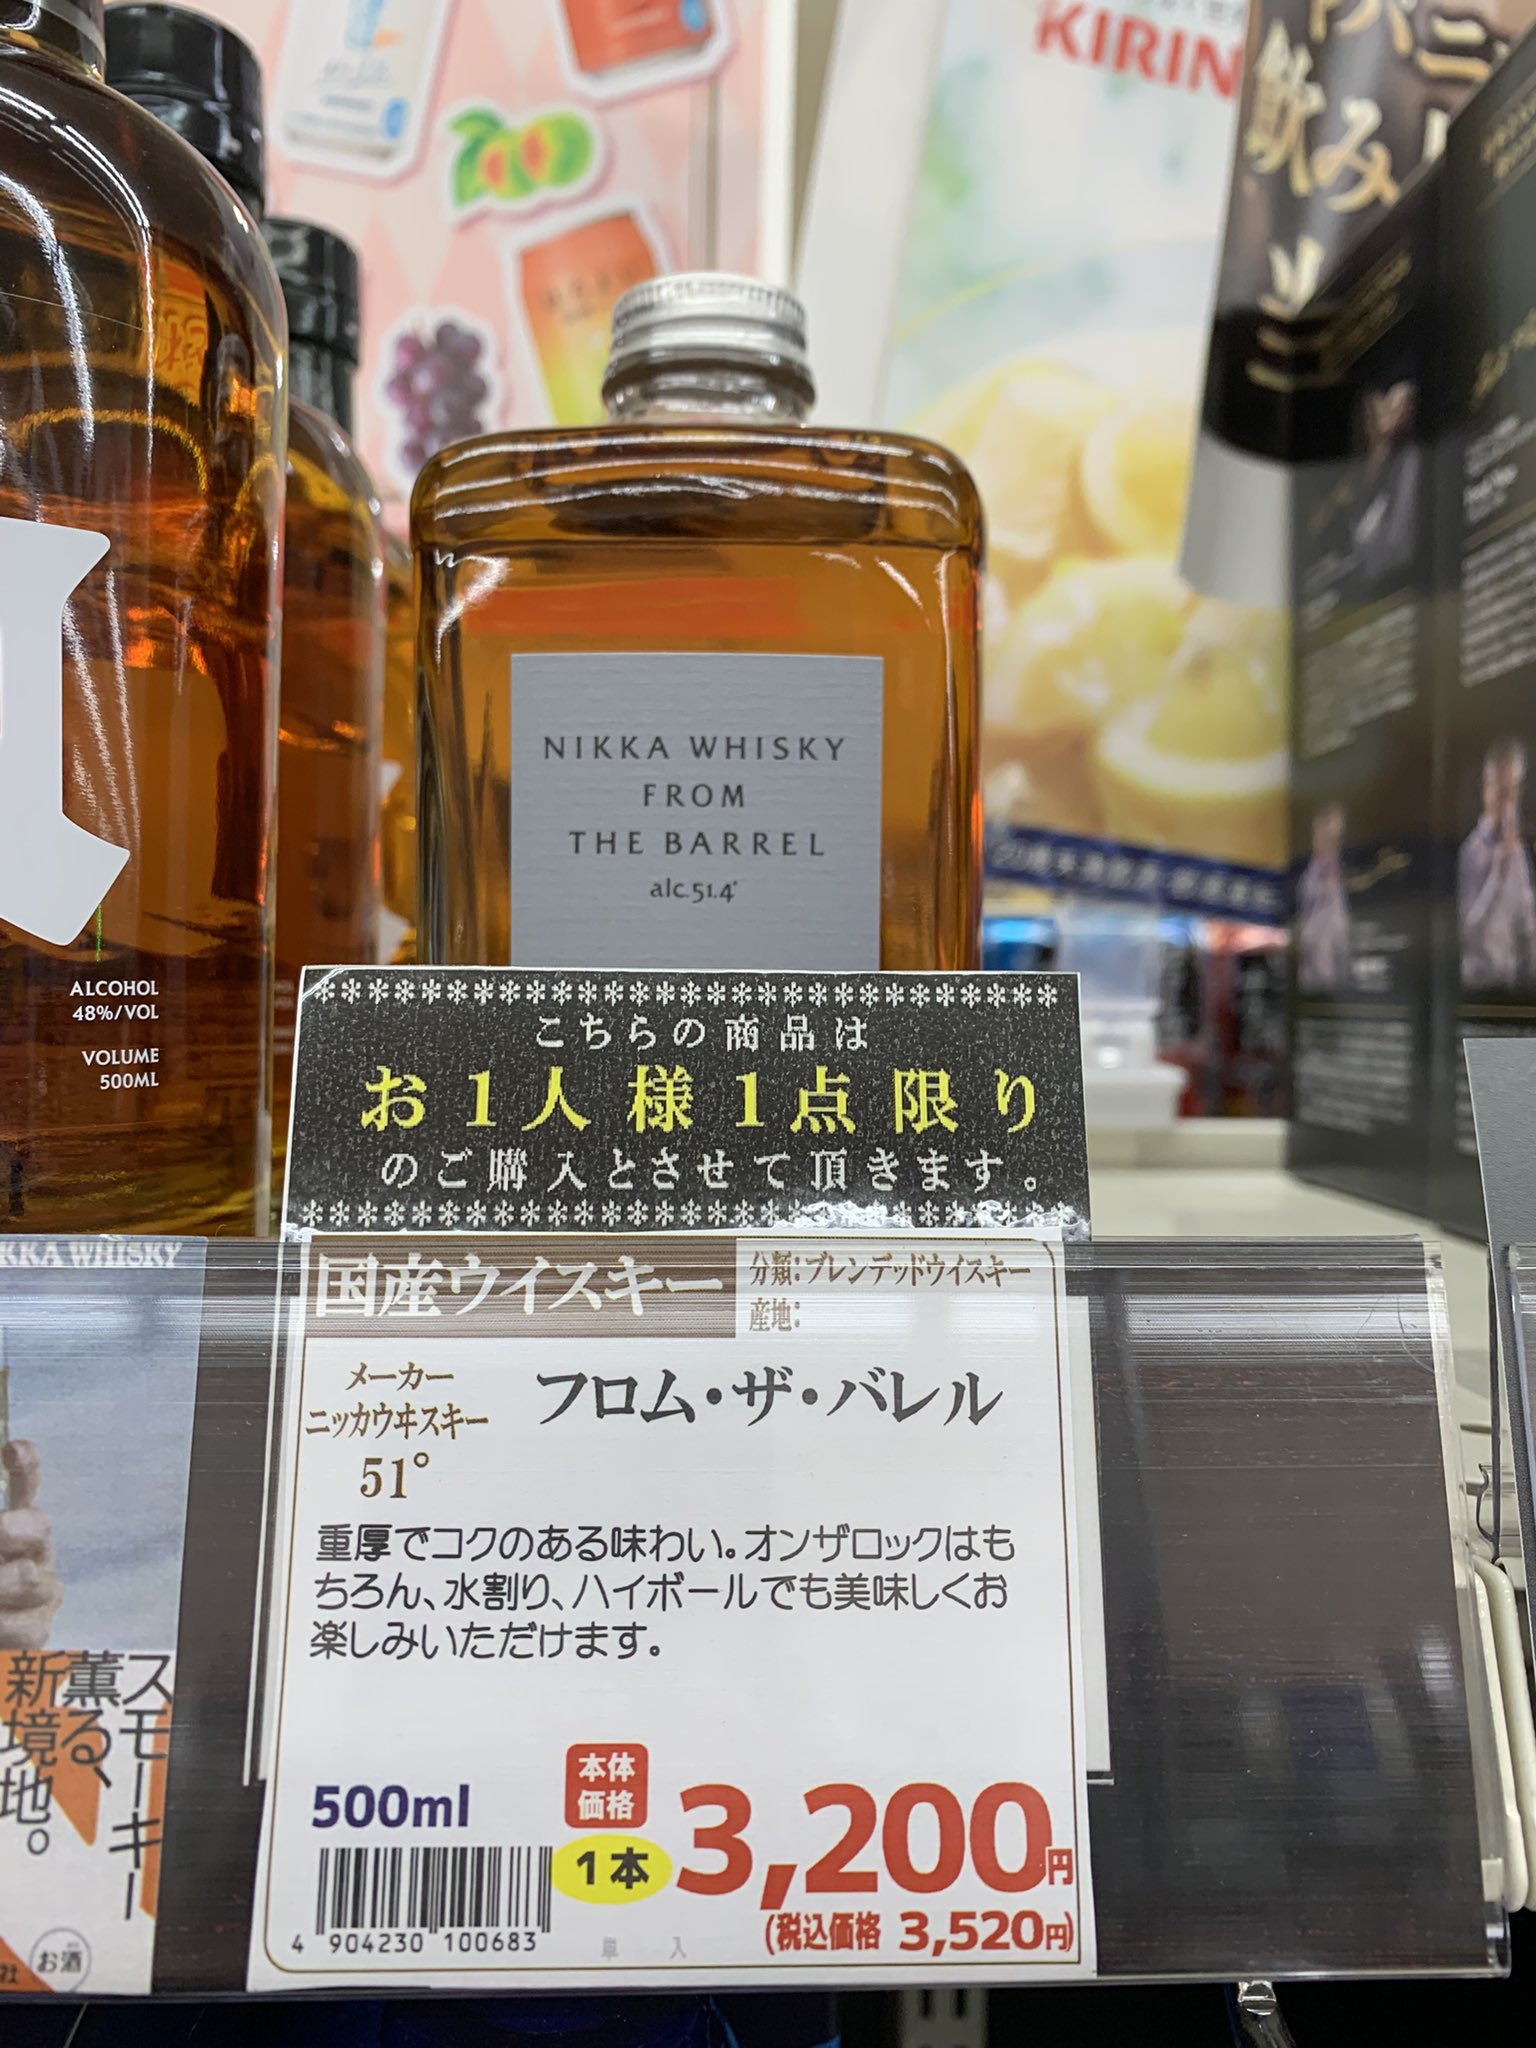 KIRIN
飲み
NIKKA WHISKY
FROM
THE BARREL
alc.51.4°
ALCOHOL
48%/VOL
VOLUME
500ML
こちらの商品は
お1人様1点限り
のご購入とさせて頂きます。
KKA WHISKY
国産ウイスキー
分類:ブレンデッドウイスキー
産地:
メーカー
ニッカウヰスキー
フロム・ザ・バレル
51°
重厚でコクのある味わい。オンザロックはも
ちろん、水割り、ハイボールでも美味しくお
楽しみいただけます。
スモーキー
薫る、
新境地。
お酒
500ml
本体
価格
1本
3,200円
(税込価格 3,520円)
4 904230 100683
単 入